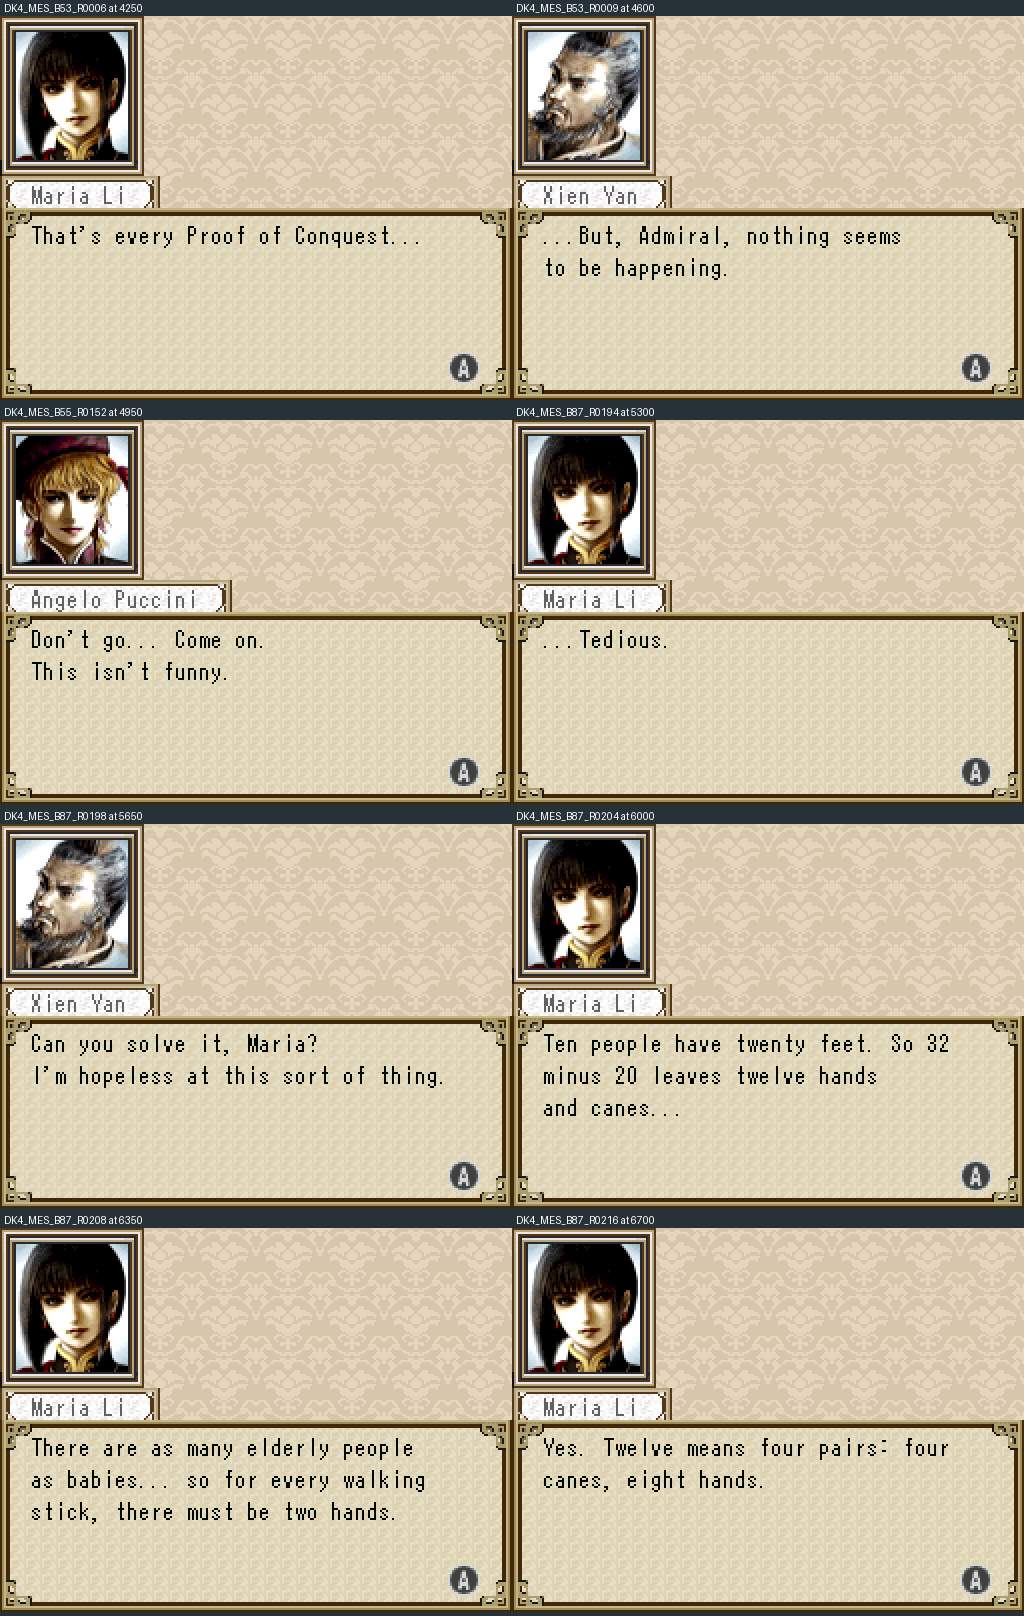 DK4_MES_B53_R0006 at 4250
Maria Li
That's every Proof of Conquest...
A
DK4_MES_B53_R0009 at 4600
Xien Yan
...But, Admiral, nothing seems
to be happening.
A
DK4_MES_B55_R0152 at 4950
Angelo Puccini
Don't go... Come on.
This isn't funny.
A
DK4_MES_B87_R0194 at 5300
Maria Li
...Tedious.
A
DK4_MES_B87_R0198 at 5650
Xien Yan
Can you solve it, Maria?
I'm hopeless at this sort of thing.
A
DK4_MES_B87_R0204 at 6000
Maria Li
Ten people have twenty feet. So 32
minus 20 leaves twelve hands
and canes...
A
DK4_MES_B87_R0208 at 6350
Maria Li
There are as many elderly people
as babies... so for every walking
stick, there must be two hands.
A
DK4_MES_B87_R0216 at 6700
Maria Li
Yes. Twelve means four pairs: four
canes, eight hands.
A